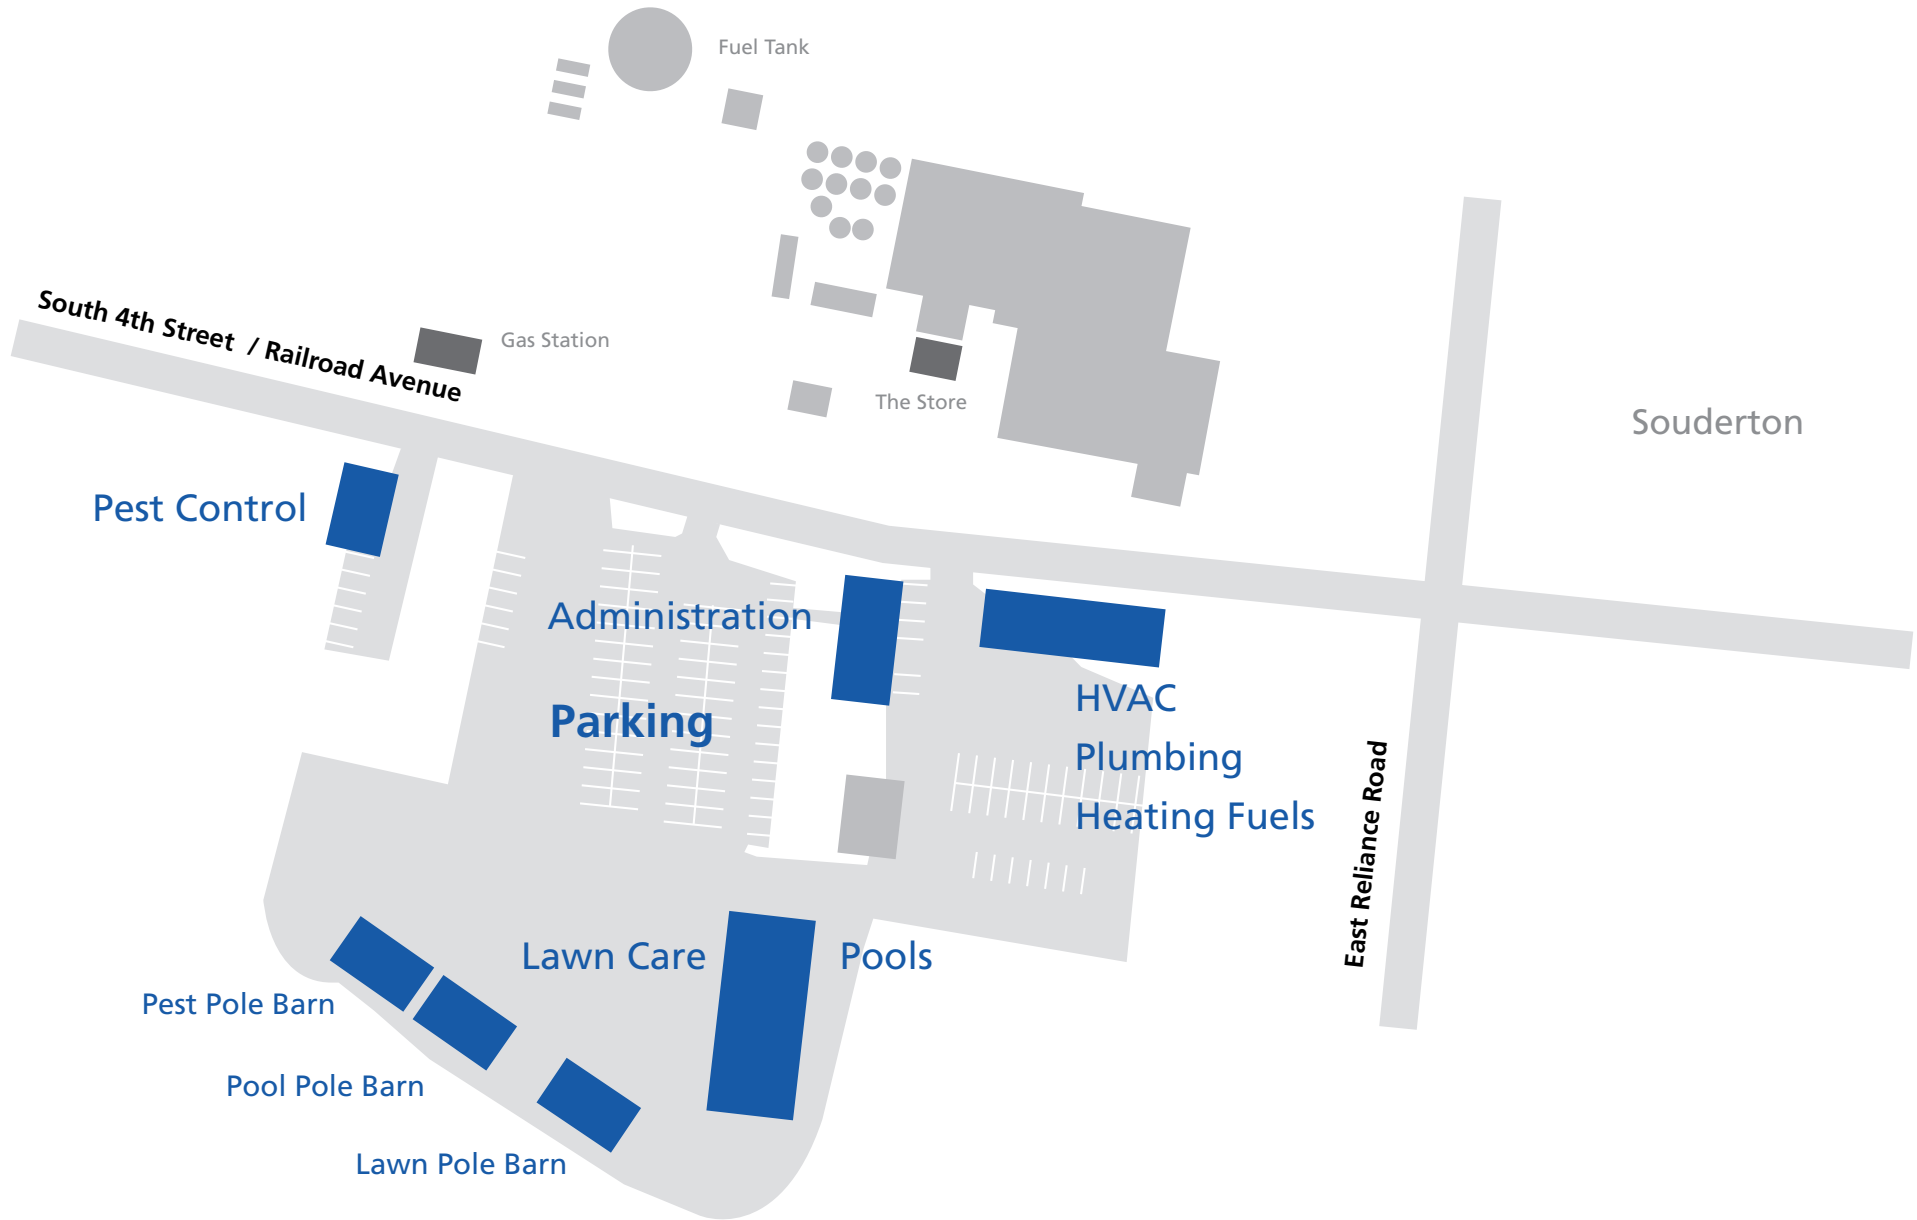 Fuel Tank
South 4th Street / Railroad Avenue
Gas Station
The Store
Souderton
Pest Control
Administration
Parking
HVAC
Plumbing
Heating Fuels
East Reliance Road
Lawn Care
Pools
Pest Pole Barn
Pool Pole Barn
Lawn Pole Barn